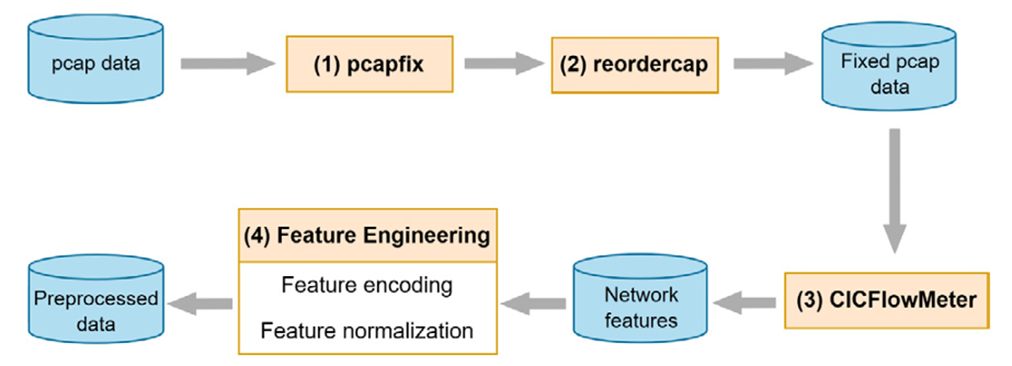 pcap data
(1) pcapfix
(2) reordercap
Fixed pcap
data
(3) CICFlowMeter
Network
features
(4) Feature Engineering
Feature encoding
Feature normalization
Preprocessed
data